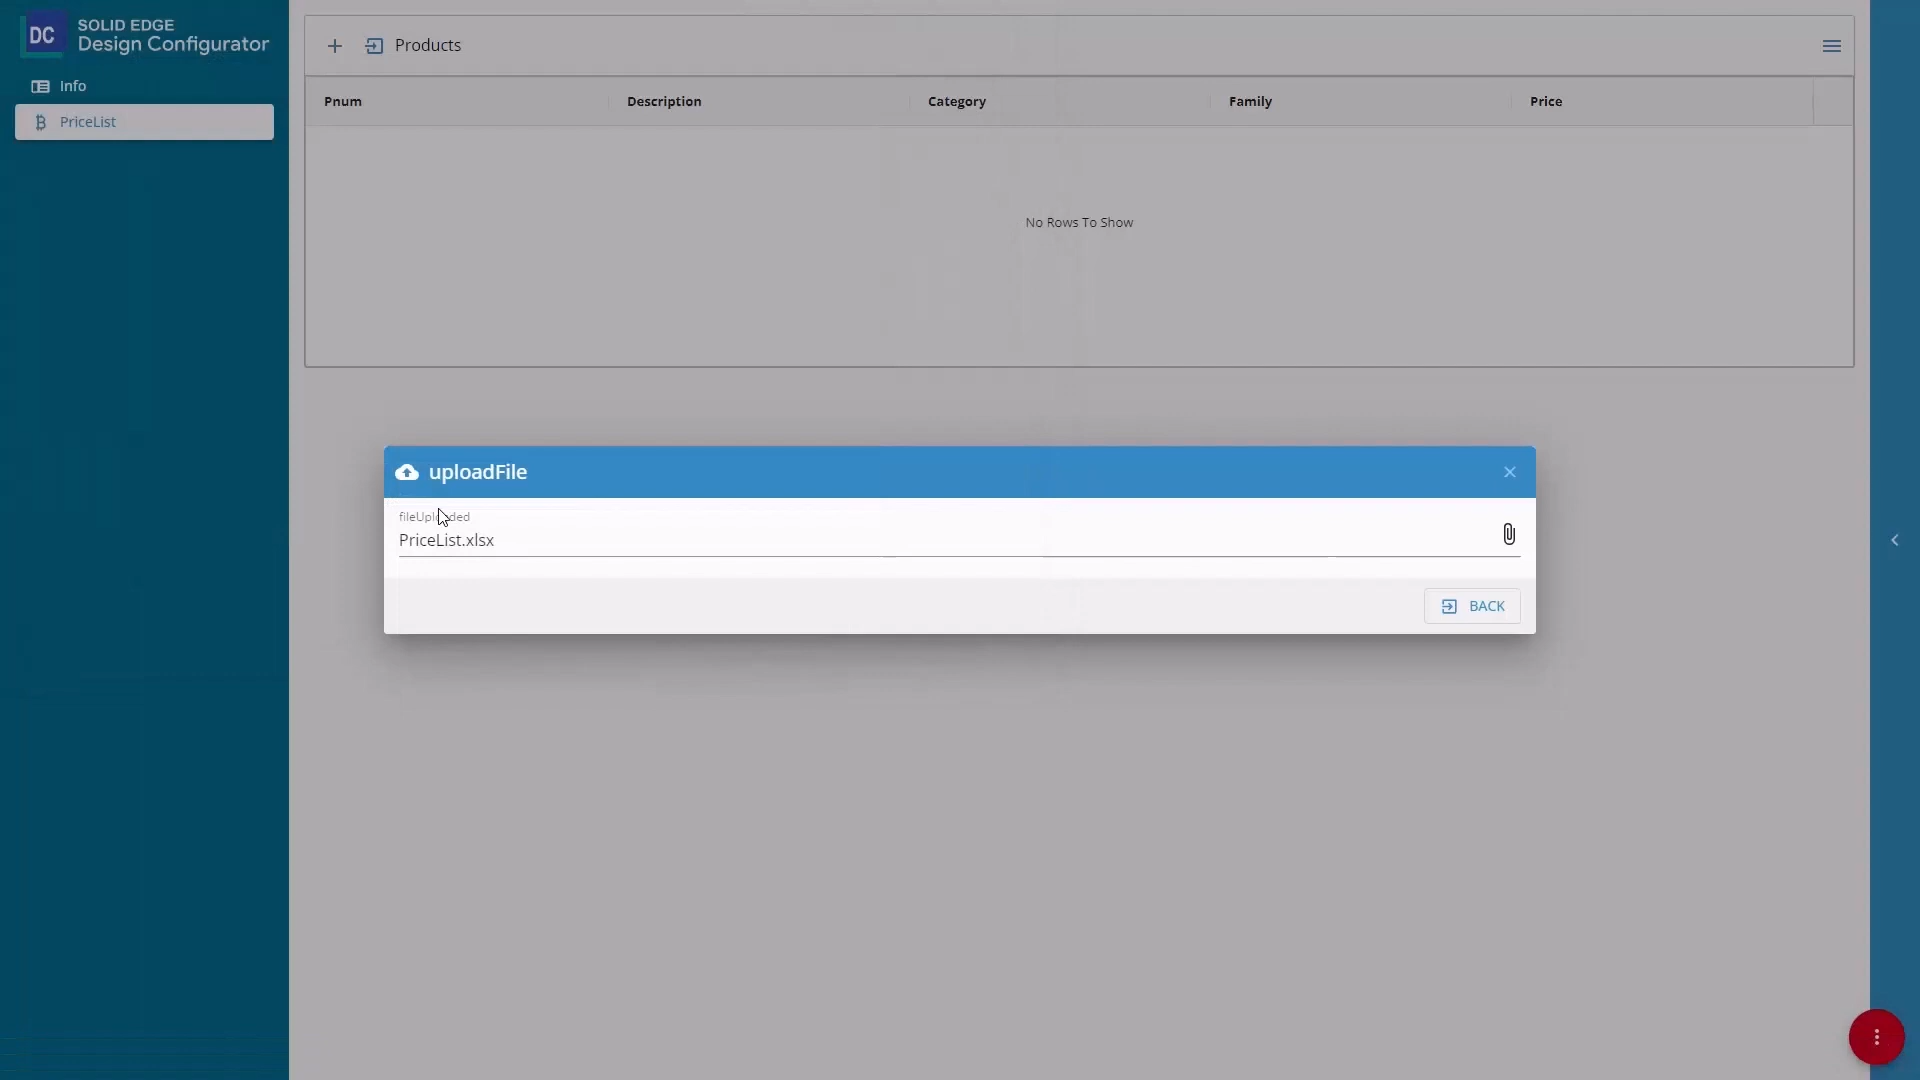 DC
SOLID EDGE
Design Configurator
Info
PriceList
Products
Pnum Description Category Family Price
No Rows To Show
uploadFile
fileUploaded
PriceList.xlsx
BACK